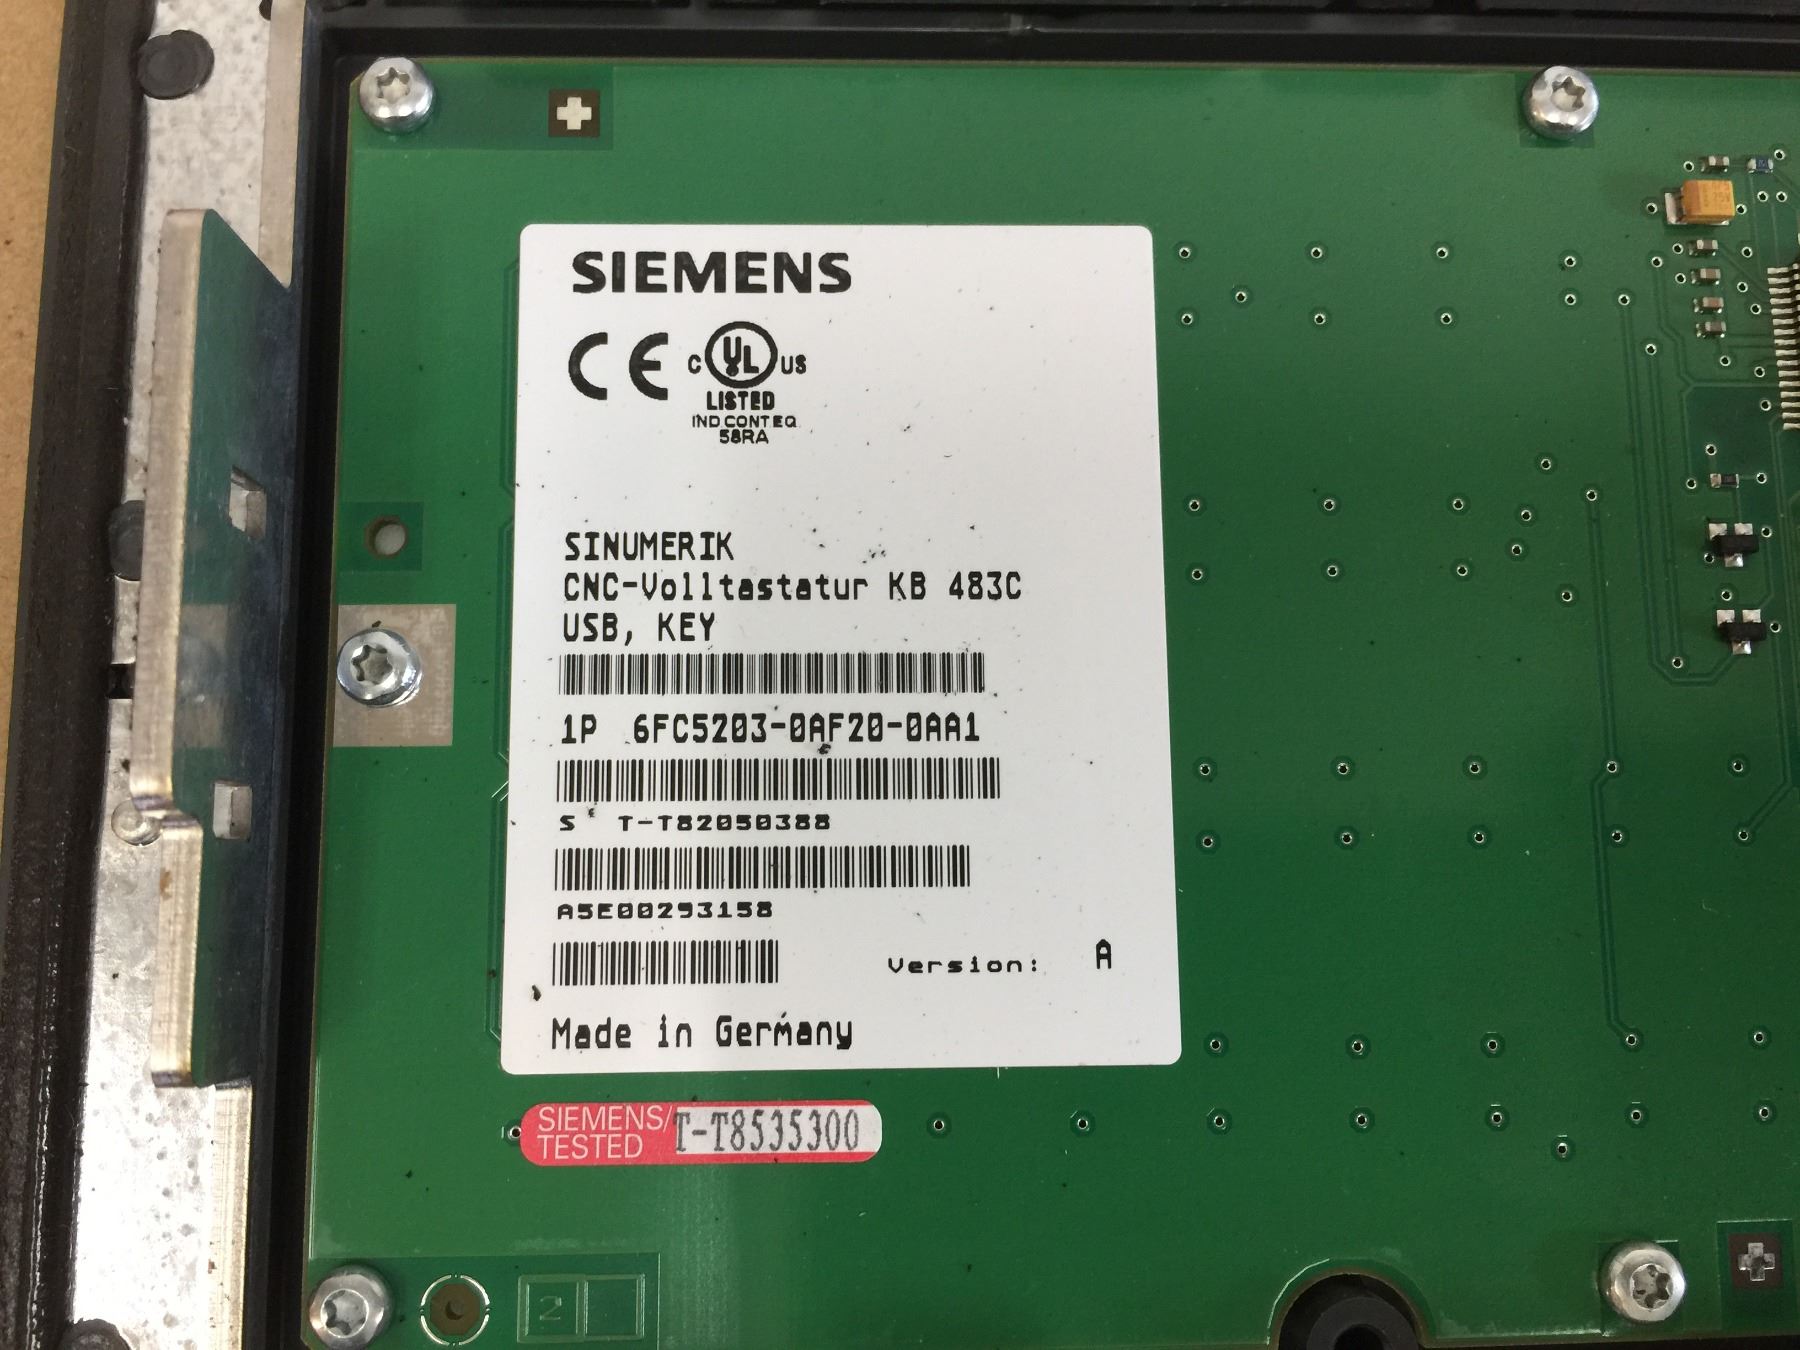 SIEMENS
CE C UL US
LISTED
IND CONT EQ
58RA
SINUMERIK
CNC-Volltastatur KB 483C
USB, KEY
1P 6FC5203-0AF20-0AA1
S T-T82050388
A5E00293158
Version: A
Made in Germany
SIEMENS/
TESTED
T-T8535300
2